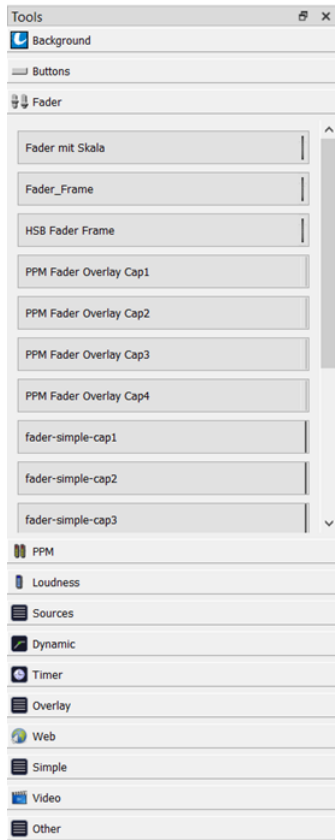 Tools
Background
Buttons
Fader
Fader mit Skala
Fader_Frame
HSB Fader Frame
PPM Fader Overlay Cap1
PPM Fader Overlay Cap2
PPM Fader Overlay Cap3
PPM Fader Overlay Cap4
fader-simple-cap1
fader-simple-cap2
fader-simple-cap3
PPM
Loudness
Sources
Dynamic
Timer
Overlay
Web
Simple
Video
Other